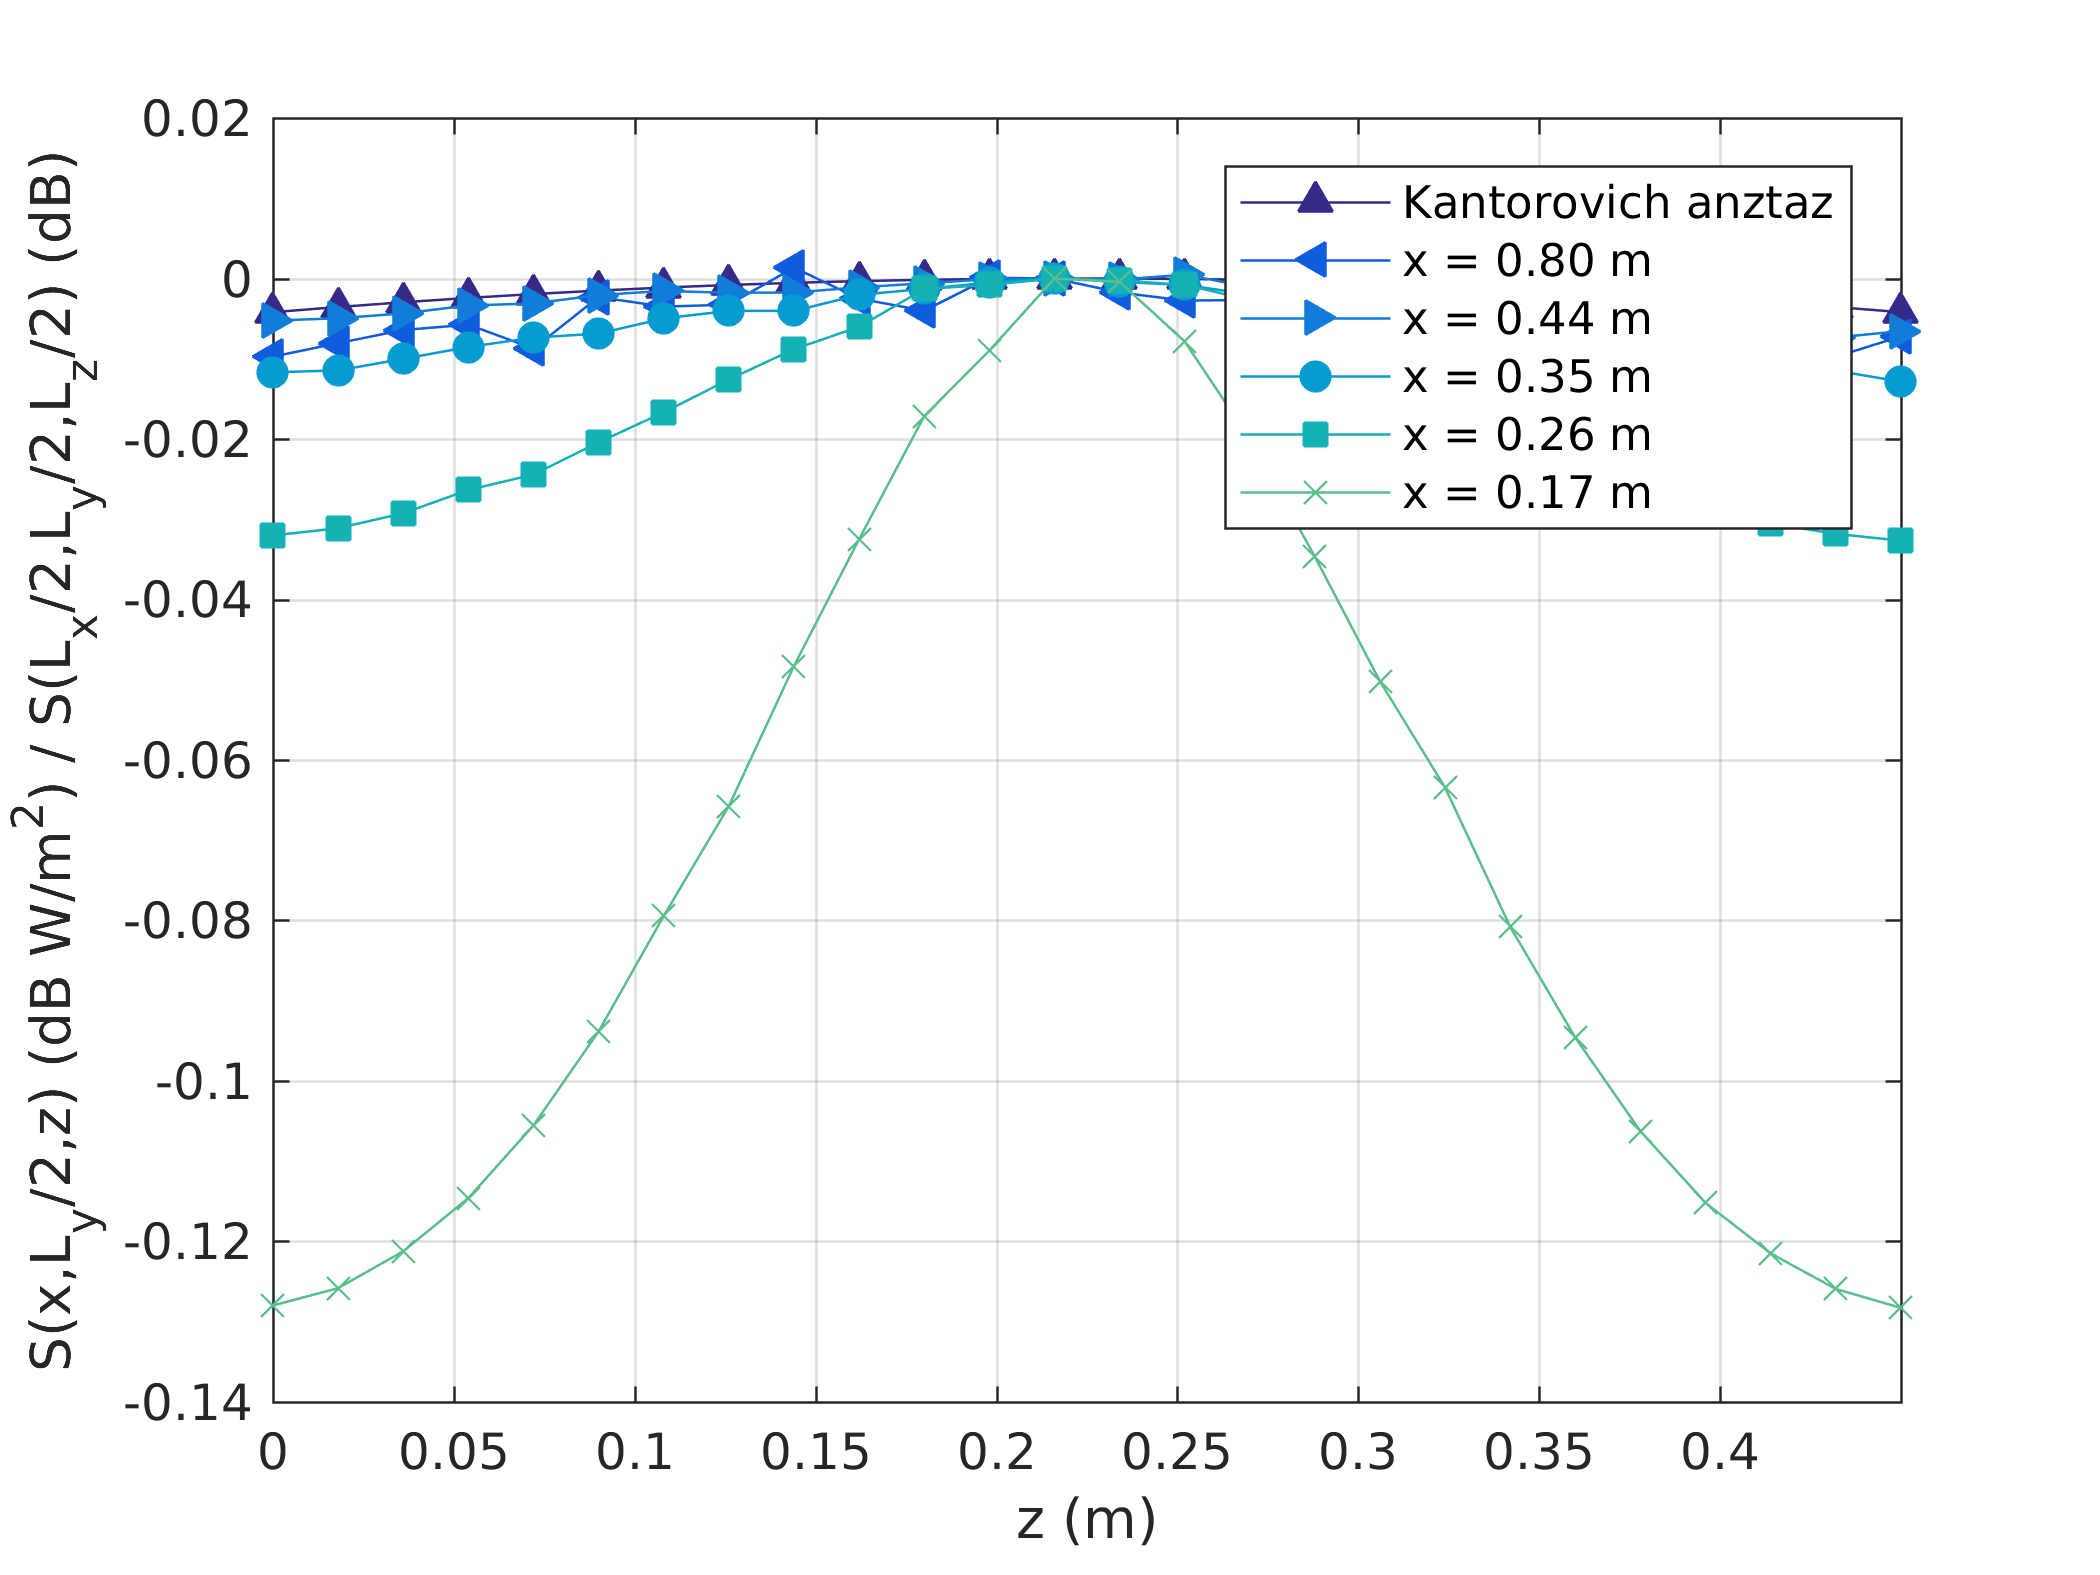 S(x,Ly/2,z) (dB W/m2) / S(Lx/2,Ly/2,Lz/2) (dB)
0.02
0
-0.02
-0.04
-0.06
-0.08
-0.1
-0.12
-0.14
Kantorovich anztaz
x = 0.80 m
x = 0.44 m
x = 0.35 m
x = 0.26 m
x = 0.17 m
0 0.05 0.1 0.15 0.2 0.25 0.3 0.35 0.4
z (m)